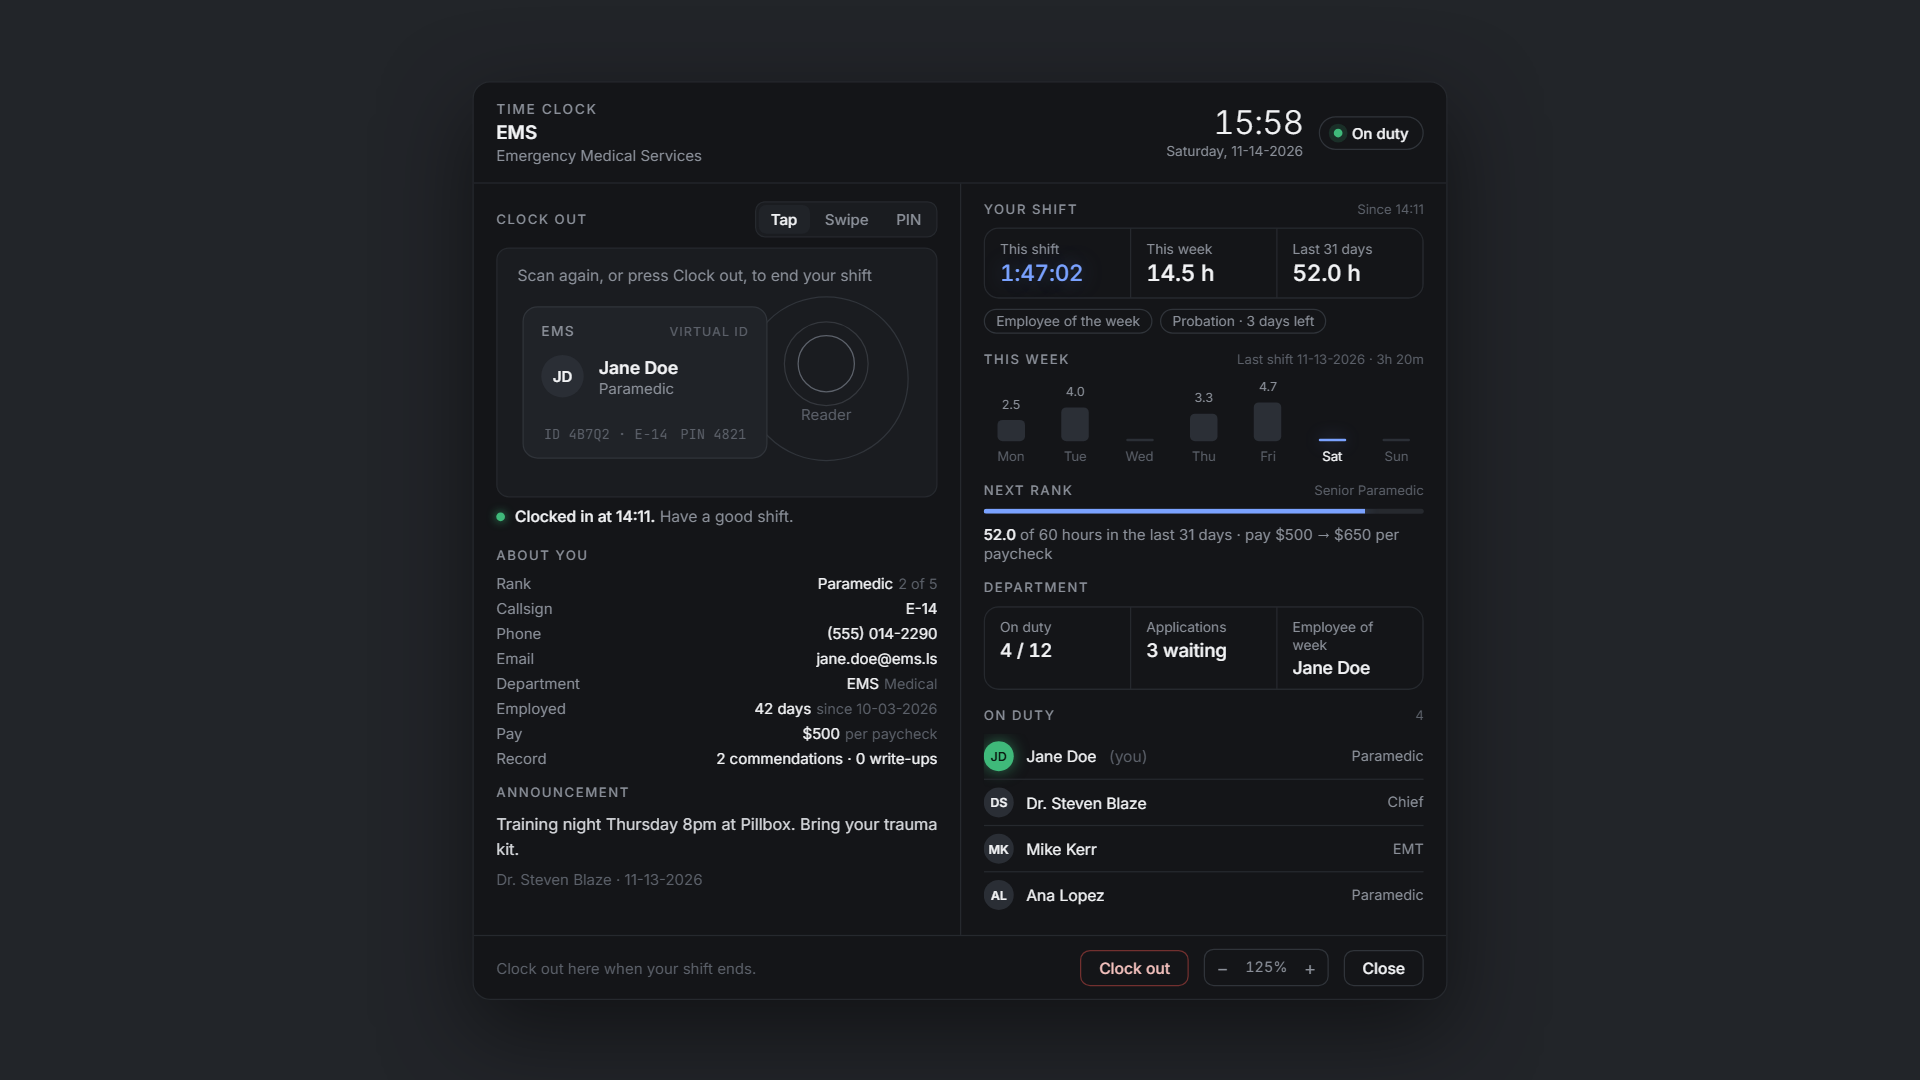 TIME CLOCK
EMS
Emergency Medical Services
15:58
Saturday, 11-14-2026
On duty
CLOCK OUT
Tap Swipe PIN
Scan again, or press Clock out, to end your shift
EMS VIRTUAL ID
JD Jane Doe
Paramedic
ID 4B7Q2 · E-14 PIN 4821
Reader
Clocked in at 14:11. Have a good shift.
ABOUT YOU
Rank Paramedic 2 of 5
Callsign E-14
Phone (555) 014-2290
Email jane.doe@ems.ls
Department EMS Medical
Employed 42 days since 10-03-2026
Pay $500 per paycheck
Record 2 commendations · 0 write-ups
ANNOUNCEMENT
Training night Thursday 8pm at Pillbox. Bring your trauma
kit.
Dr. Steven Blaze · 11-13-2026
YOUR SHIFT Since 14:11
This shift This week Last 31 days
1:47:02 14.5 h 52.0 h
Employee of the week Probation · 3 days left
THIS WEEK Last shift 11-13-2026 · 3h 20m
2.5 4.0 3.3 4.7
Mon Tue Wed Thu Fri Sat Sun
NEXT RANK Senior Paramedic
52.0 of 60 hours in the last 31 days · pay $500 → $650 per
paycheck
DEPARTMENT
On duty
4 / 12
Applications
3 waiting
Employee of
week
Jane Doe
ON DUTY 4
JD Jane Doe (you) Paramedic
DS Dr. Steven Blaze Chief
MK Mike Kerr EMT
AL Ana Lopez Paramedic
Clock out here when your shift ends.
Clock out − 125% + Close